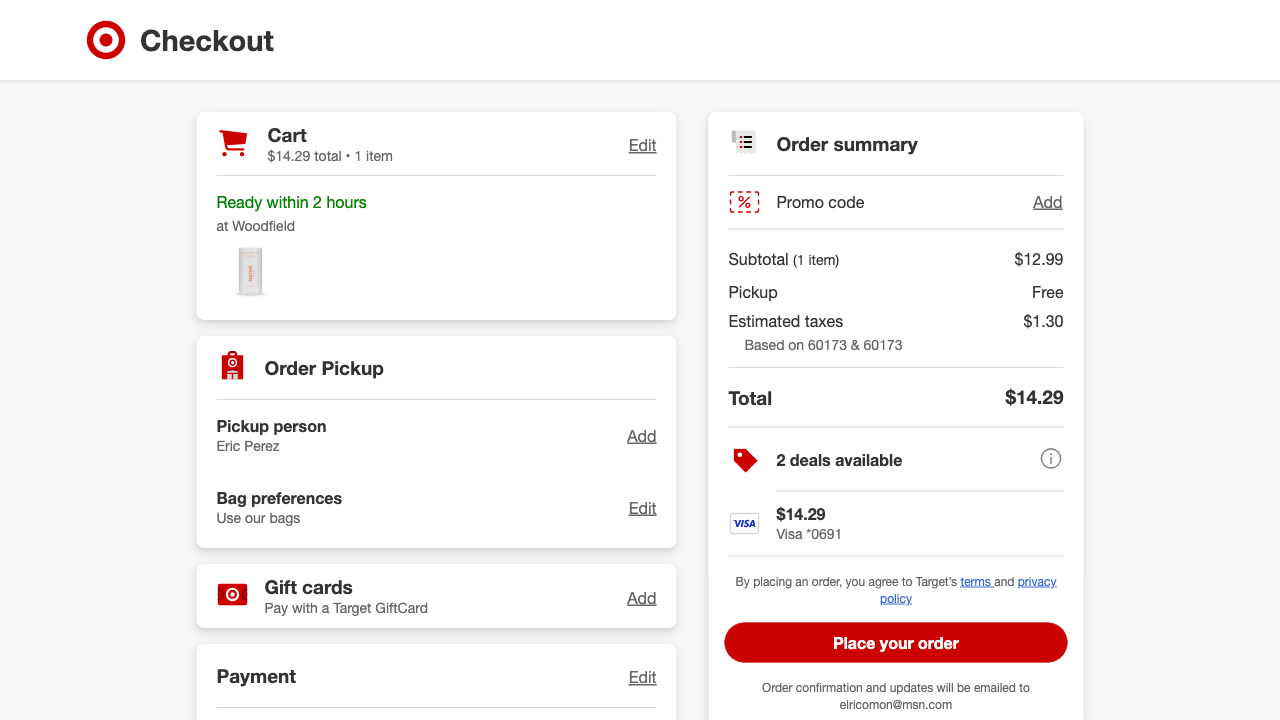 Checkout
Cart
$14.29 total • 1 item
Edit
Ready within 2 hours
at Woodfield
NATIVE
Order Pickup
Pickup person
Eric Perez
Add
Bag preferences
Use our bags
Edit
Gift cards
Pay with a Target GiftCard
Add
Payment
Edit
Order summary
Promo code
Add
Subtotal (1 item) $12.99
Pickup Free
Estimated taxes $1.30
Based on 60173 & 60173
Total $14.29
2 deals available
VISA
$14.29
Visa *0691
By placing an order, you agree to Target's terms and privacy
policy
Place your order
Order confirmation and updates will be emailed to
elricomon@msn.com